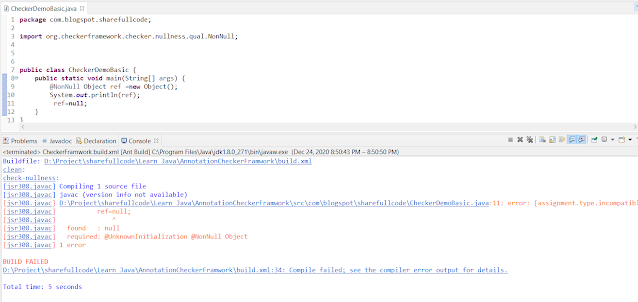 CheckerDemoBasic.java
1 package com.blogspot.sharefullcode;
2
3 import org.checkerframework.checker.nullness.qual.NonNull;
4
5
6
7 public class CheckerDemoBasic {
8 public static void main(String[] args) {
9 @NonNull Object ref =new Object();
10 System.out.println(ref);
11 ref=null;
12 }
13 }
Problems Javadoc Declaration Console
<terminated> CheckerFramwork build.xml [Ant Build] C:\Program Files\Java\jdk1.8.0_271\bin\javaw.exe (Dec 24, 2020 8:50:43 PM – 8:50:50 PM)
Buildfile: D:\Project\sharefullcode\Learn Java\AnnotationCheckerFramwork\build.xml
clean:
check-nullness:
[jsr308.javac] Compiling 1 source file
[jsr308.javac] javac (version info not available)
[jsr308.javac] D:\Project\sharefullcode\Learn Java\AnnotationCheckerFramwork\src\com\blogspot\sharefullcode\CheckerDemoBasic.java:11: error: [assignment.type.incompatibl
[jsr308.javac] ref=null;
[jsr308.javac] ^
[jsr308.javac] found : null
[jsr308.javac] required: @UnknownInitialization @NonNull Object
[jsr308.javac] 1 error
BUILD FAILED
D:\Project\sharefullcode\Learn Java\AnnotationCheckerFramwork\build.xml:34: Compile failed; see the compiler error output for details.
Total time: 5 seconds